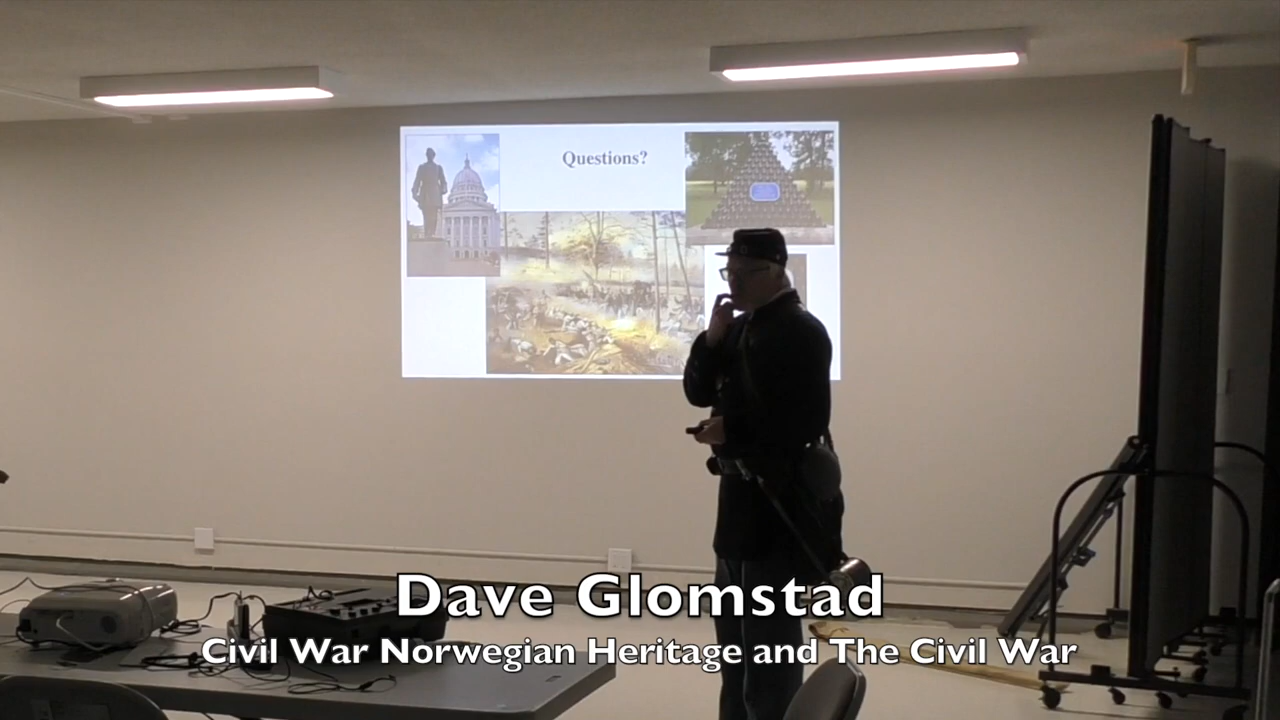 Questions?
Dave Glomstad
Civil War Norwegian Heritage and The Civil War